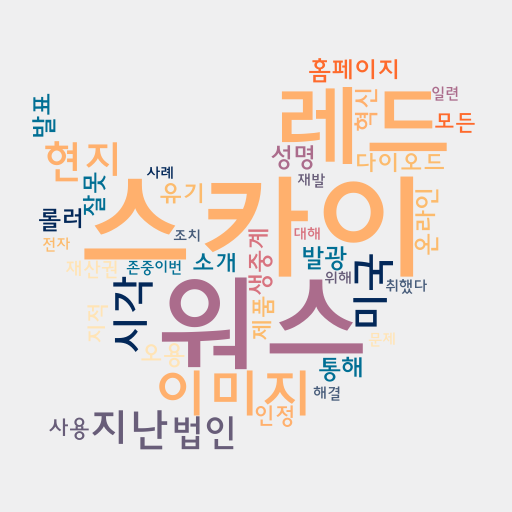 홈페이지
레드
혁신
일련
발표
모든
현지
성명
다이오드
잘못
사례
유기
재발
스카이
온라인
롤러
전자
조치
대해
생중계
재산권
존중이번
소개
발광
위해
미국
취했다
시각
워스
제품
지적
오용
문제
통해
이미지
해결
인정
사용
지난
법인